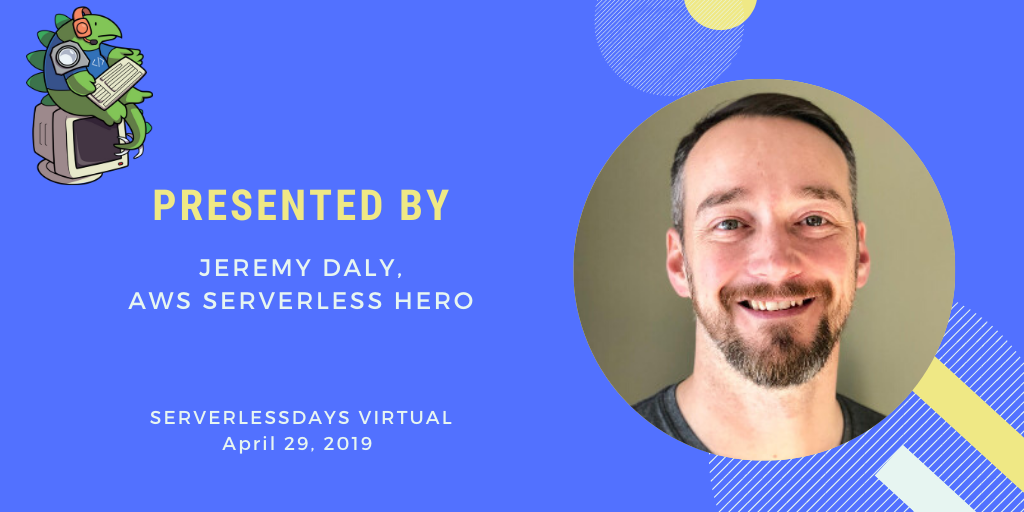 </>
PRESENTED BY
JEREMY DALY,
AWS SERVERLESS HERO
SERVERLESSDAYS VIRTUAL
April 29, 2019